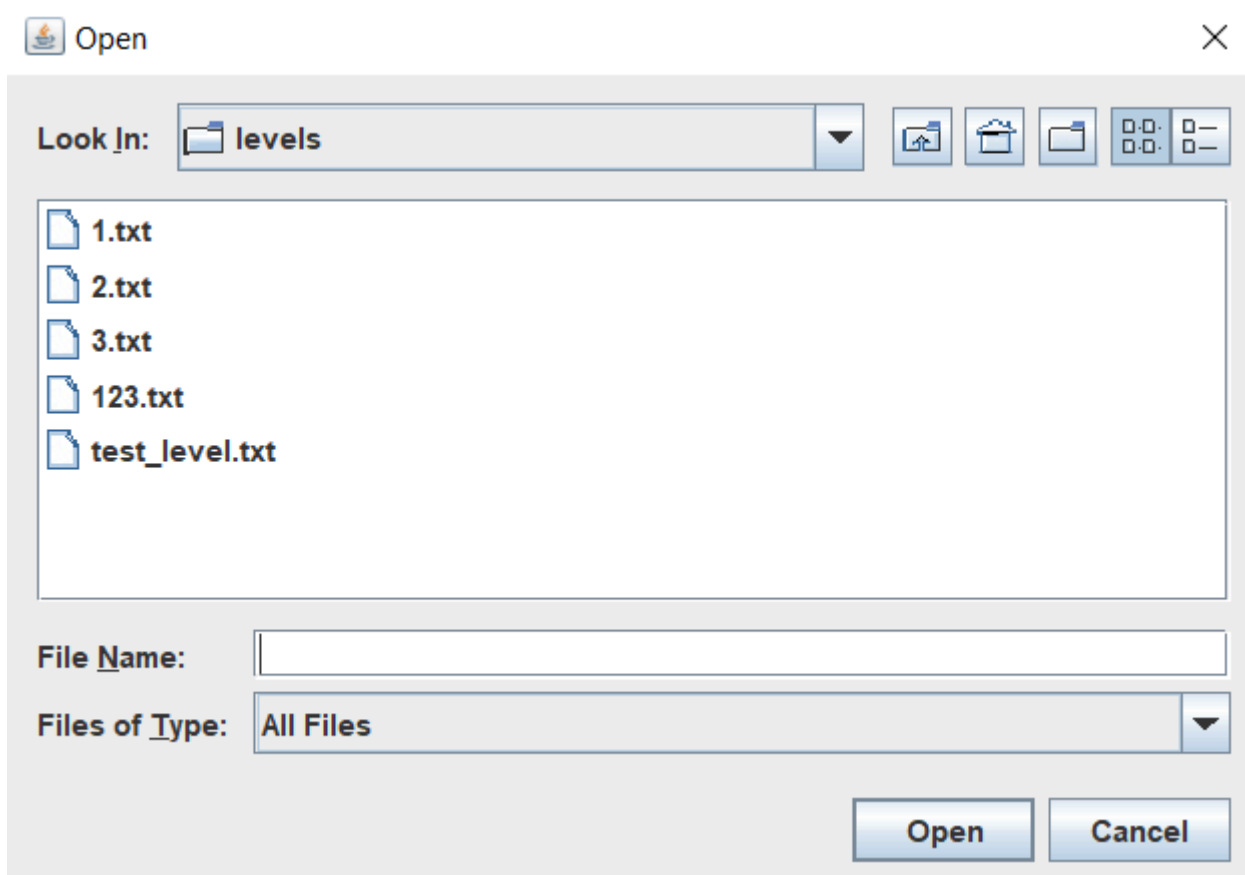 Open
Look In: levels
1.txt
2.txt
3.txt
123.txt
test_level.txt
File Name:
Files of Type: All Files
Open Cancel